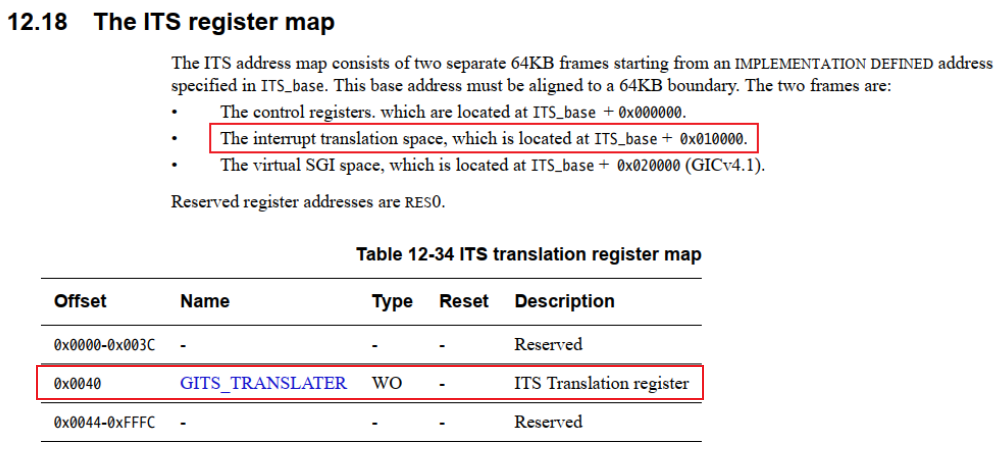 12.18 The ITS register map
The ITS address map consists of two separate 64KB frames starting from an IMPLEMENTATION DEFINED address
specified in ITS_base. This base address must be aligned to a 64KB boundary. The two frames are:
• The control registers. which are located at ITS_base + 0x000000.
• The interrupt translation space, which is located at ITS_base + 0x010000.
• The virtual SGI space, which is located at ITS_base + 0x020000 (GICv4.1).
Reserved register addresses are RES0.
Table 12-34 ITS translation register map
Offset Name Type Reset Description
0x0000-0x003C - - - Reserved
0x0040 GITS_TRANSLATER WO - ITS Translation register
0x0044-0xFFFC - - - Reserved